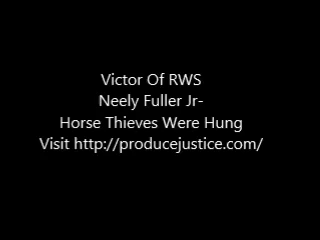 Victor Of RWS
Neely Fuller Jr-
Horse Thieves Were Hung
Visit http://producejustice.com/